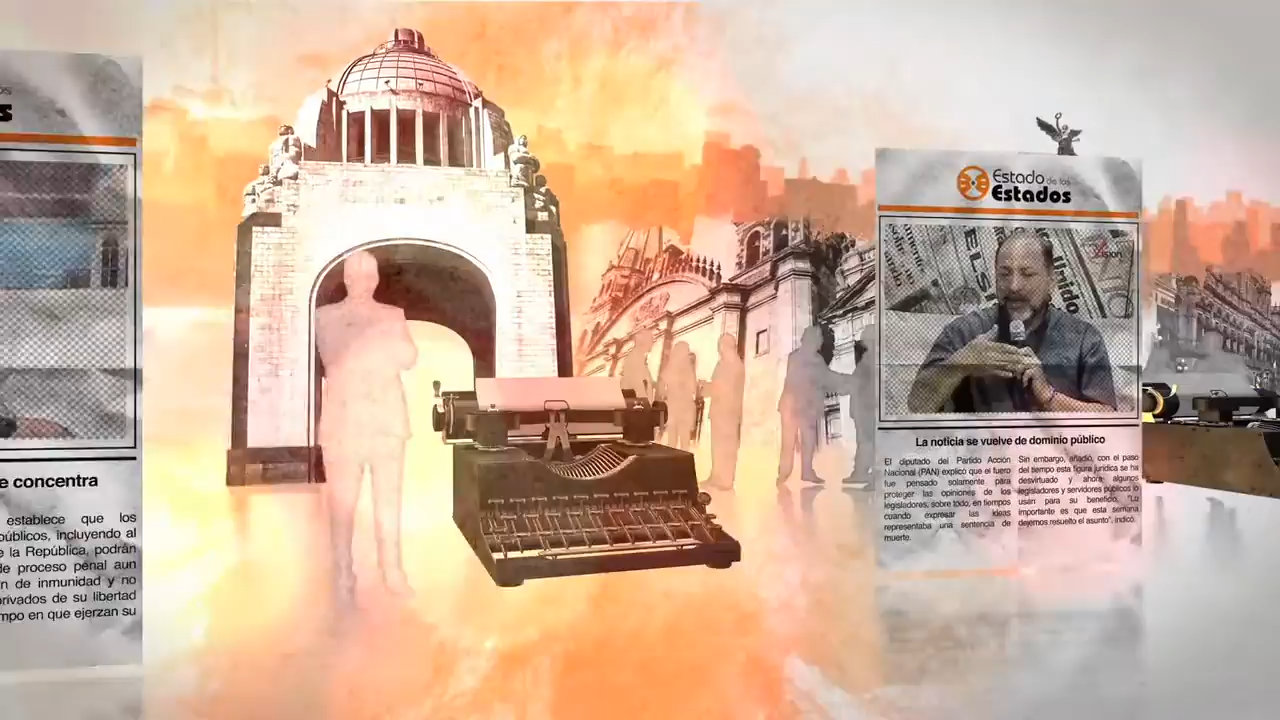 s
e concentra
establece que los
públicos, incluyendo al
e la República, podrán
de proceso penal aun
n de inmunidad y no
privados de su libertad
mpo en que ejerzan su
Estado de los
Estados
ELS
Unido
La noticia se vuelve de dominio público
El diputado del Partido Acción
Nacional (PAN) explicó que el fuero
fue pensado solamente para
proteger las opiniones de los
legisladores, sobre todo, en tiempos
cuando expresar las ideas
representaba una sentencia de
muerte.
Sin embargo, añadió, con el paso
del tiempo esta figura jurídica se ha
desvirtuado y ahora algunos
legisladores y servidores públicos lo
usan para su beneficio. "Lo
importante es que esta semana
dejemos resuelto el asunto", indicó.